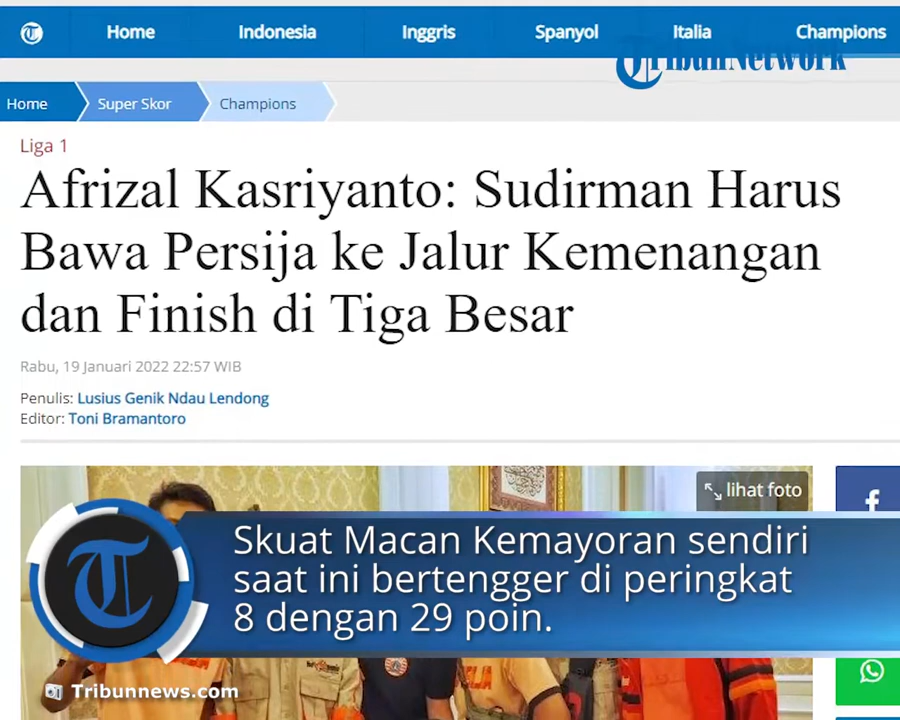 Home Indonesia Inggris Spanyol Italia Champions
TribunNetwork
Home Super Skor Champions
Liga 1
Afrizal Kasriyanto: Sudirman Harus
Bawa Persija ke Jalur Kemenangan
dan Finish di Tiga Besar
Rabu, 19 Januari 2022 22:57 WIB
Penulis: Lusius Genik Ndau Lendong
Editor: Toni Bramantoro
lihat foto
Skuat Macan Kemayoran sendiri
saat ini bertengger di peringkat
8 dengan 29 poin.
Tribunnews.com